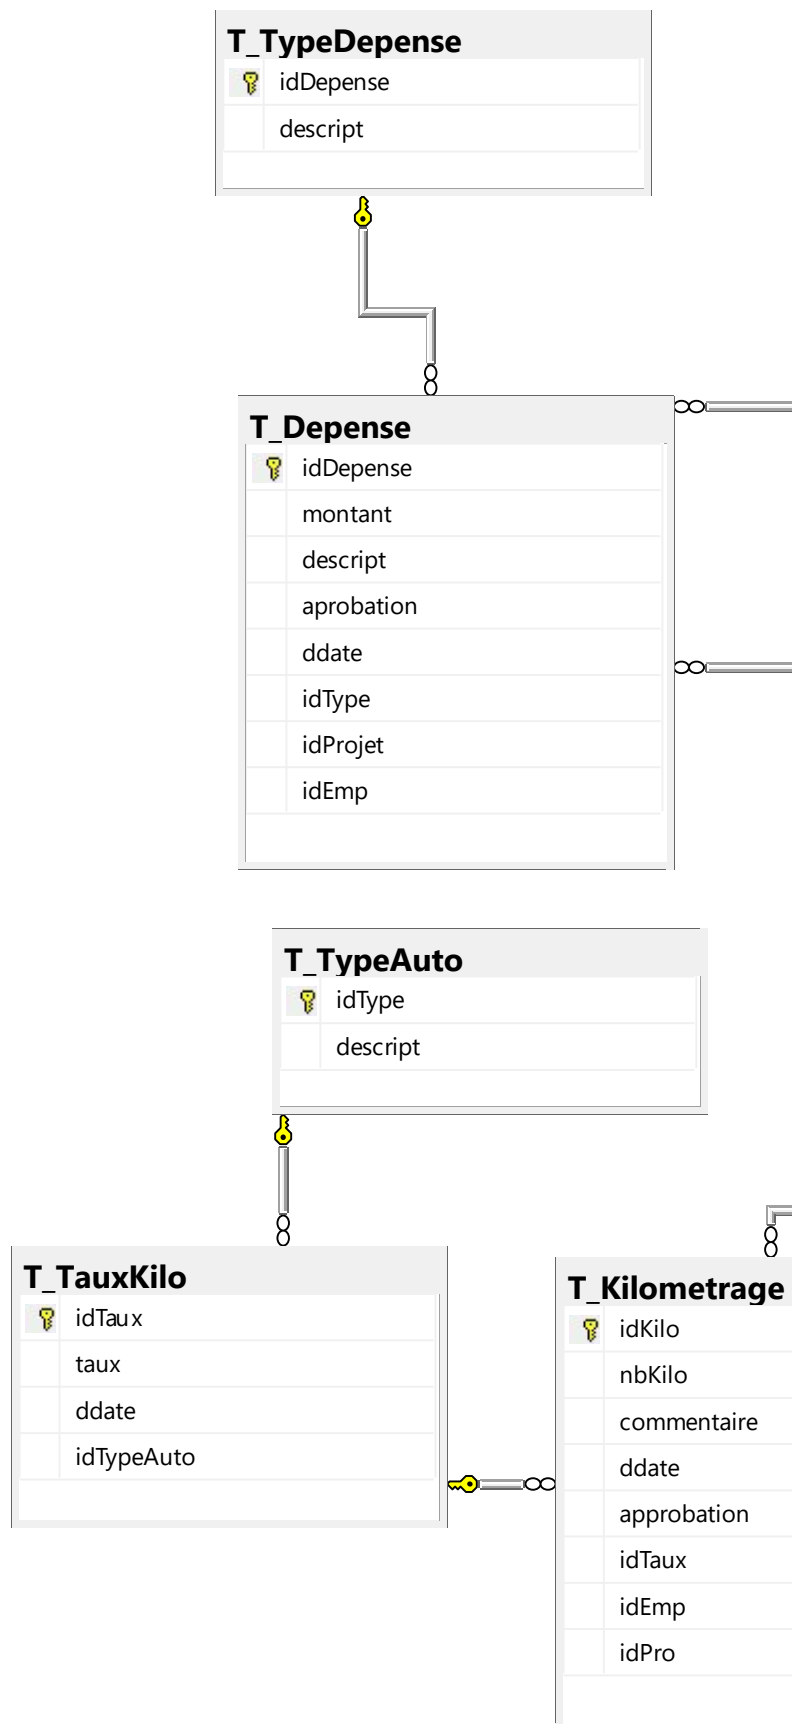 T_TypeDepense
idDepense
descript
T_Depense
idDepense
montant
descript
aprobation
ddate
idType
idProjet
idEmp
T_TypeAuto
idType
descript
T_TauxKilo
idTaux
taux
ddate
idTypeAuto
T_Kilometrage
idKilo
nbKilo
commentaire
ddate
approbation
idTaux
idEmp
idPro